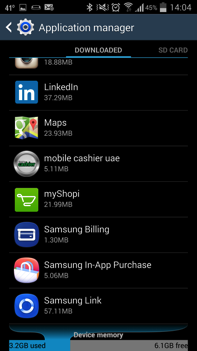 41° 45% 14:04
Application manager
DOWNLOADED SD CARD
18.88MB
in LinkedIn
37.29MB
Maps
23.93MB
mobile cashier uae
5.11MB
myShopi
21.99MB
Samsung Billing
1.30MB
Samsung In-App Purchase
5.06MB
Samsung Link
57.11MB
Device memory
3.2GB used 6.1GB free